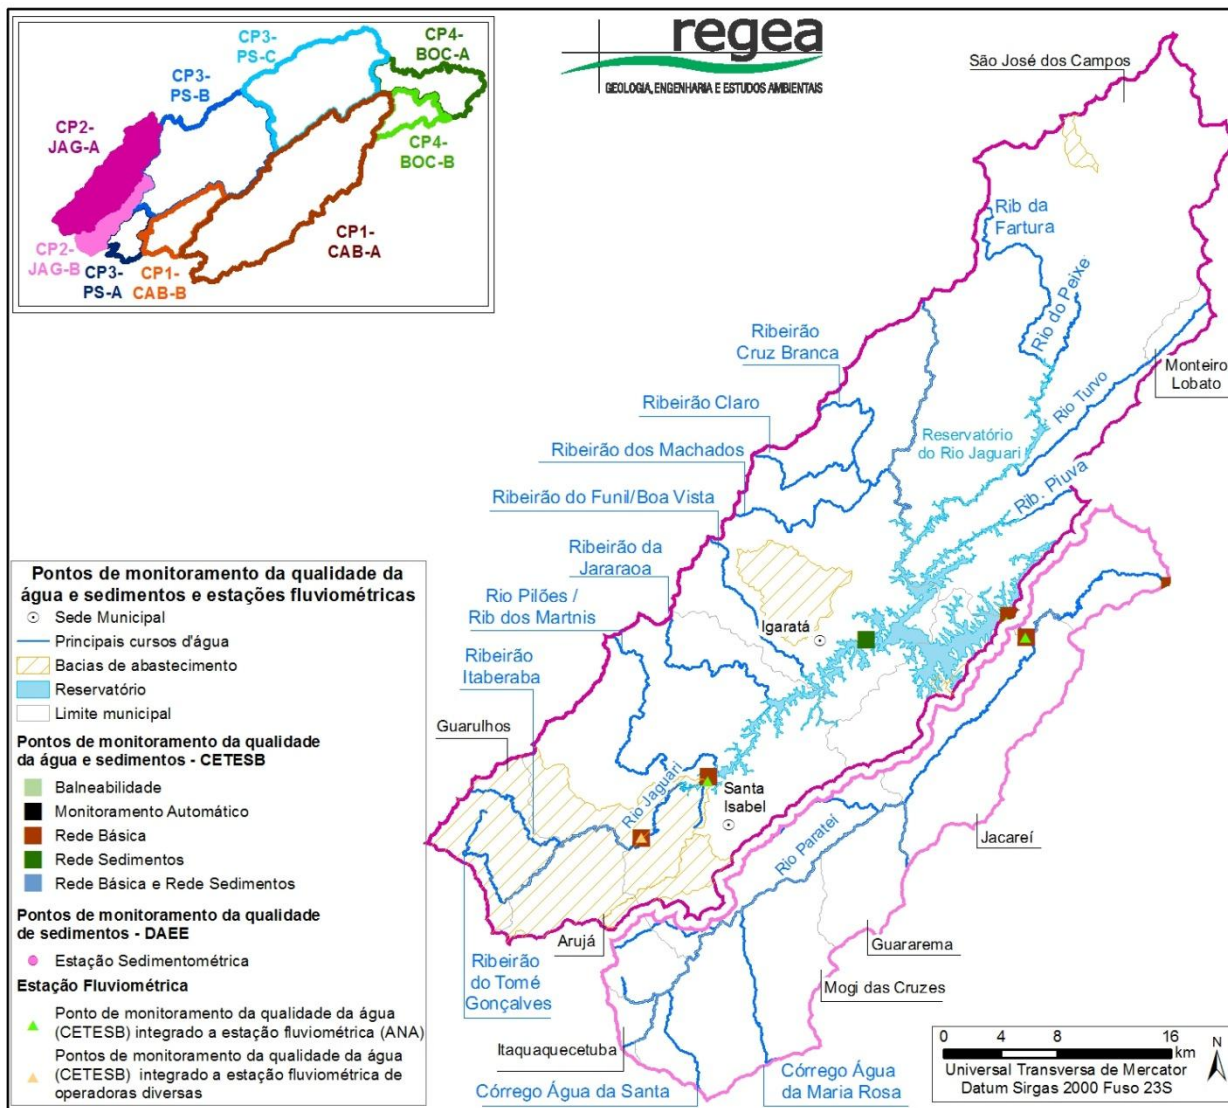 CP3-
PS-C
CP4-
BOC-A
CP3-
PS-B
CP2-
JAG-A
CP4-
BOC-B
CP1-
CAB-A
CP2-
JAG-B
CP3-
PS-A
CP1-
CAB-B
regea
GEOLOGIA, ENGENHARIA E ESTUDOS AMBIENTAIS
São José dos Campos
Rib da
Fartura
Rio do Peixe
Ribeirão
Cruz Branca
Monteiro
Lobato
Rio Turvo
Ribeirão Claro
Reservatório
do Rio Jaguari
Ribeirão dos Machados
Rib. Piuva
Ribeirão do Funil/Boa Vista
Ribeirão da
Jararaoa
Rio Pilões /
Rib dos Martnis
Igaratá
Ribeirão
Itaberaba
Guarulhos
Rio Jaguari
Santa
Isabel
Jacareí
Rio Parateí
Arujá
Guararema
Ribeirão
do Tomé
Gonçalves
Mogi das Cruzes
Itaquaquecetuba
Córrego Água da Santa
Córrego Água
da Maria Rosa
Pontos de monitoramento da qualidade da
água e sedimentos e estações fluviométricas
Sede Municipal
Principais cursos d'água
Bacias de abastecimento
Reservatório
Limite municipal
Pontos de monitoramento da qualidade
da água e sedimentos - CETESB
Balneabilidade
Monitoramento Automático
Rede Básica
Rede Sedimentos
Rede Básica e Rede Sedimentos
Pontos de monitoramento da qualidade
de sedimentos - DAEE
Estação Sedimentométrica
Estação Fluviométrica
Ponto de monitoramento da qualidade da água
(CETESB) integrado a estação fluviométrica (ANA)
Pontos de monitoramento da qualidade da água
(CETESB) integrado a estação fluviométrica de
operadoras diversas
0 4 8 16
km
N
Universal Transversa de Mercator
Datum Sirgas 2000 Fuso 23S